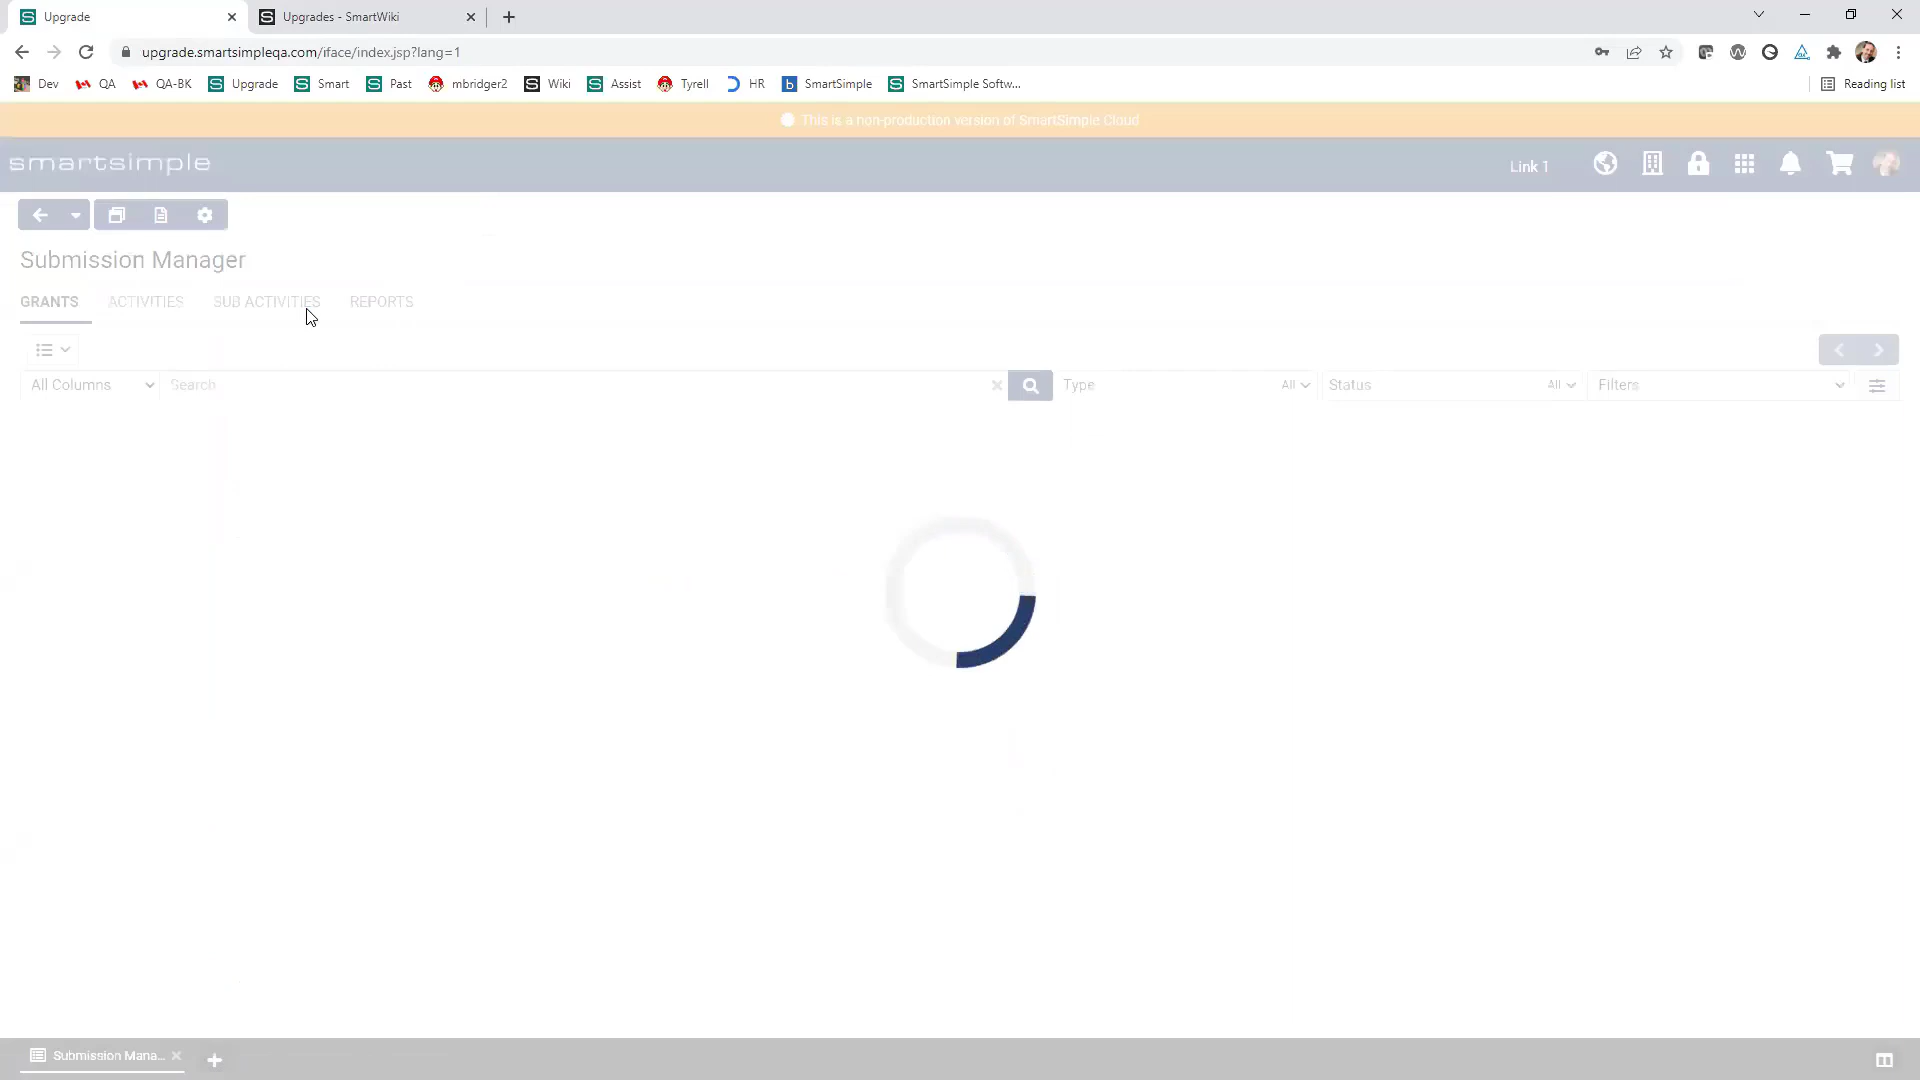 Upgrade
Upgrades - SmartWiki
upgrade.smartsimpleqa.com/iface/index.jsp?lang=1
Dev QA QA-BK Upgrade Smart Past mbridger2 Wiki Assist Tyrell HR SmartSimple SmartSimple Softw... Reading list
This is a non-production version of SmartSimple Cloud
smartsimple Link 1
Submission Manager
GRANTS ACTIVITIES SUB ACTIVITIES REPORTS
All Columns Search Type All Status All Filters
Submission Mana...